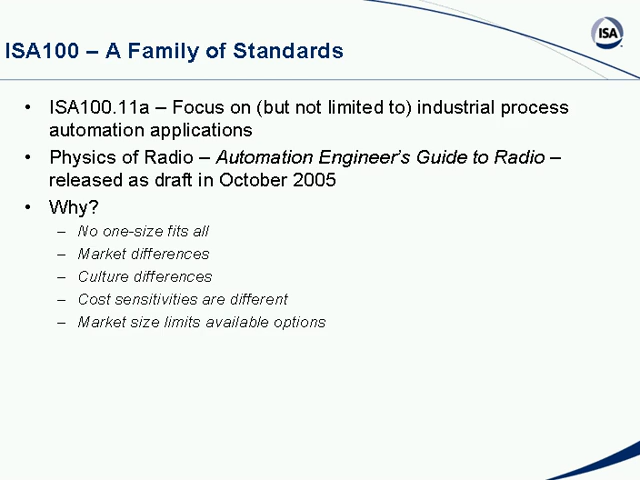 ISA
ISA100 – A Family of Standards
• ISA100.11a – Focus on (but not limited to) industrial process
automation applications
• Physics of Radio – Automation Engineer’s Guide to Radio –
released as draft in October 2005
• Why?
– No one-size fits all
– Market differences
– Culture differences
– Cost sensitivities are different
– Market size limits available options